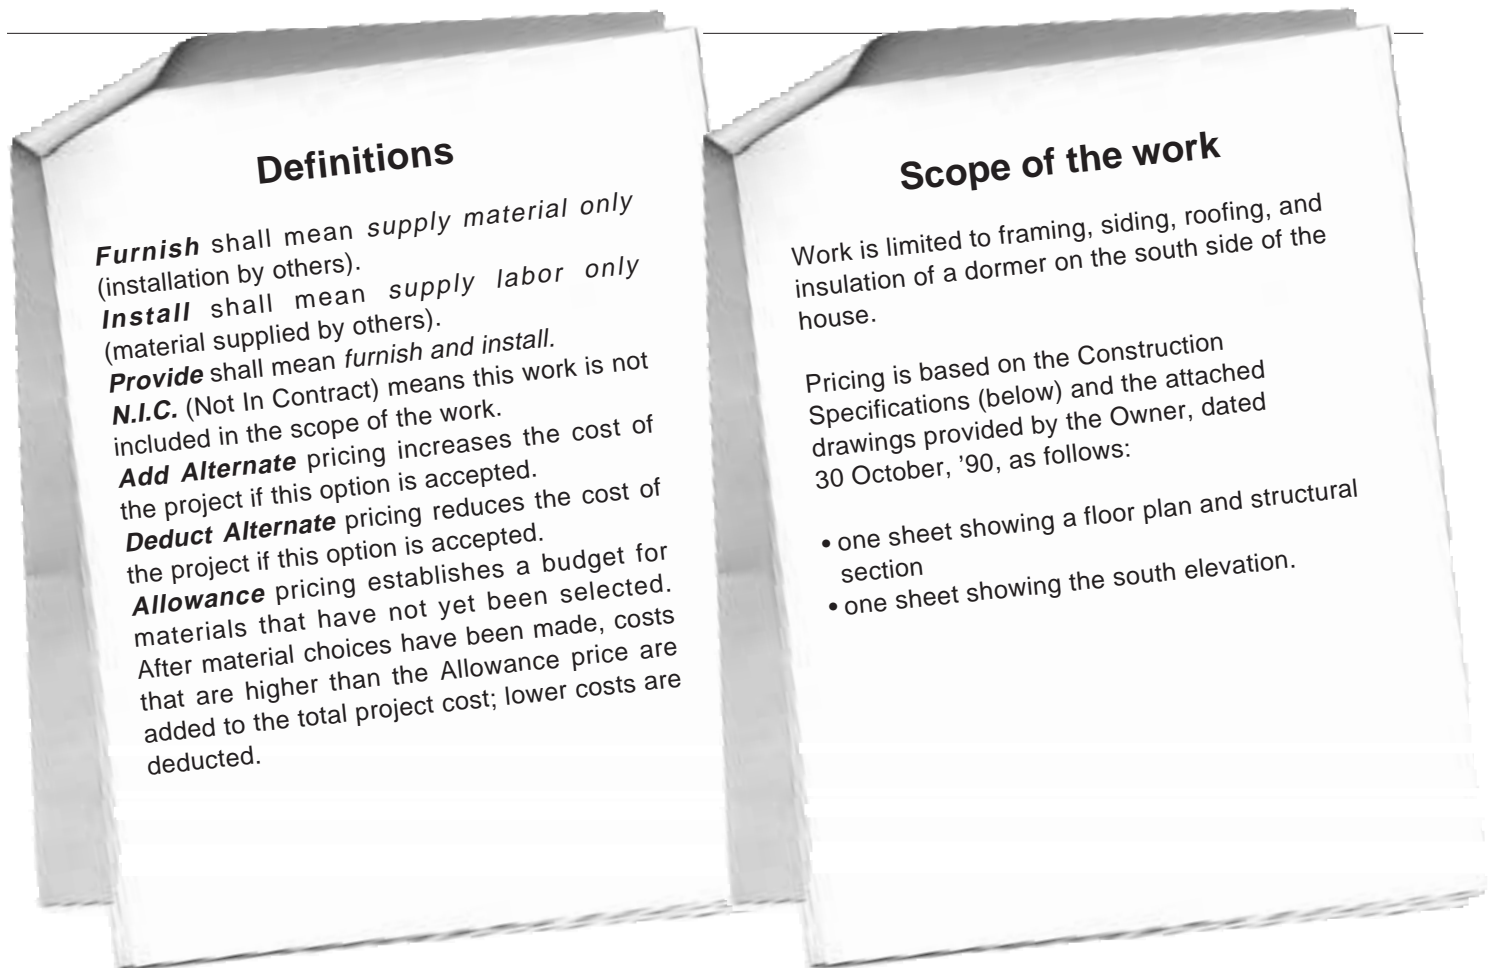 Definitions
Furnish shall mean supply material only
(installation by others).
Install shall mean supply labor only
(material supplied by others).
Provide shall mean furnish and install.
N.I.C. (Not In Contract) means this work is not
included in the scope of the work.
Add Alternate pricing increases the cost of
the project if this option is accepted.
Deduct Alternate pricing reduces the cost of
the project if this option is accepted.
Allowance pricing establishes a budget for
materials that have not yet been selected.
After material choices have been made, costs
that are higher than the Allowance price are
added to the total project cost; lower costs are
deducted.
Scope of the work
Work is limited to framing, siding, roofing, and
insulation of a dormer on the south side of the
house.
Pricing is based on the Construction
Specifications (below) and the attached
drawings provided by the Owner, dated
30 October, ’90, as follows:
• one sheet showing a floor plan and structural
section
• one sheet showing the south elevation.